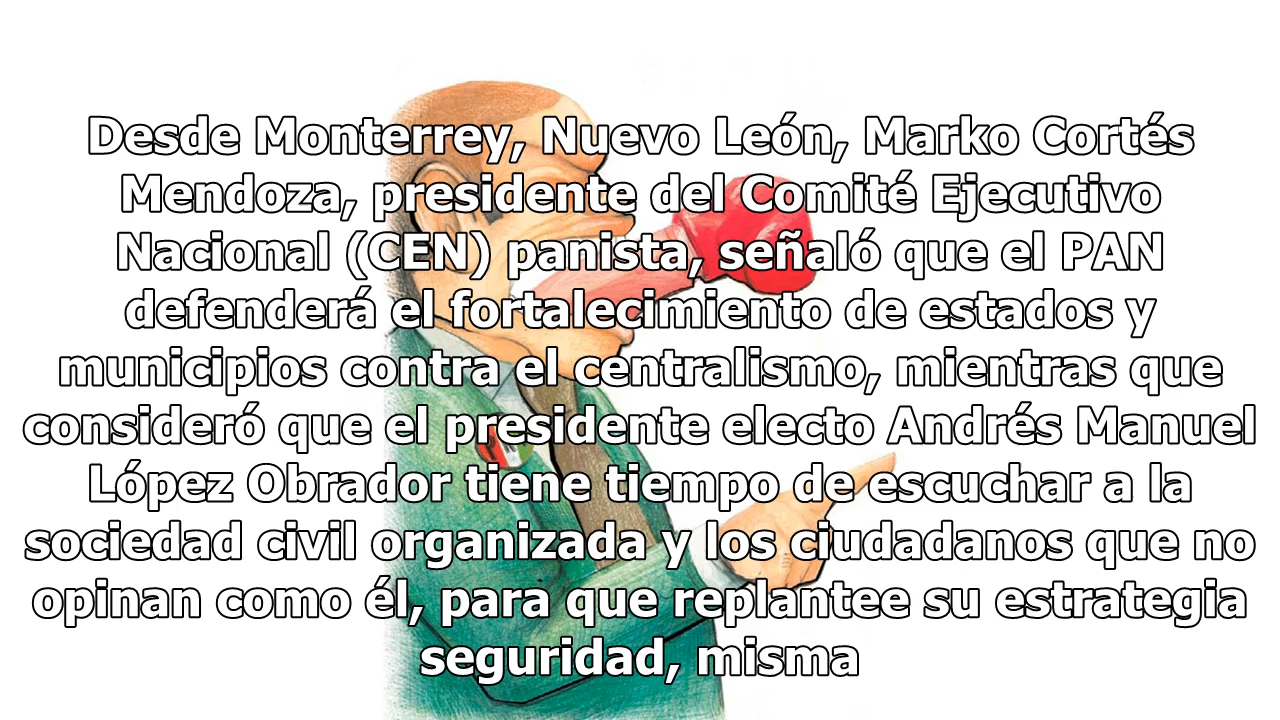 Desde Monterrey, Nuevo León, Marko Cortés
Mendoza, presidente del Comité Ejecutivo
Nacional (CEN) panista, señaló que el PAN
defenderá el fortalecimiento de estados y
municipios contra el centralismo, mientras que
consideró que el presidente electo Andrés Manuel
López Obrador tiene tiempo de escuchar a la
sociedad civil organizada y los ciudadanos que no
opinan como él, para que replantee su estrategia
seguridad, misma